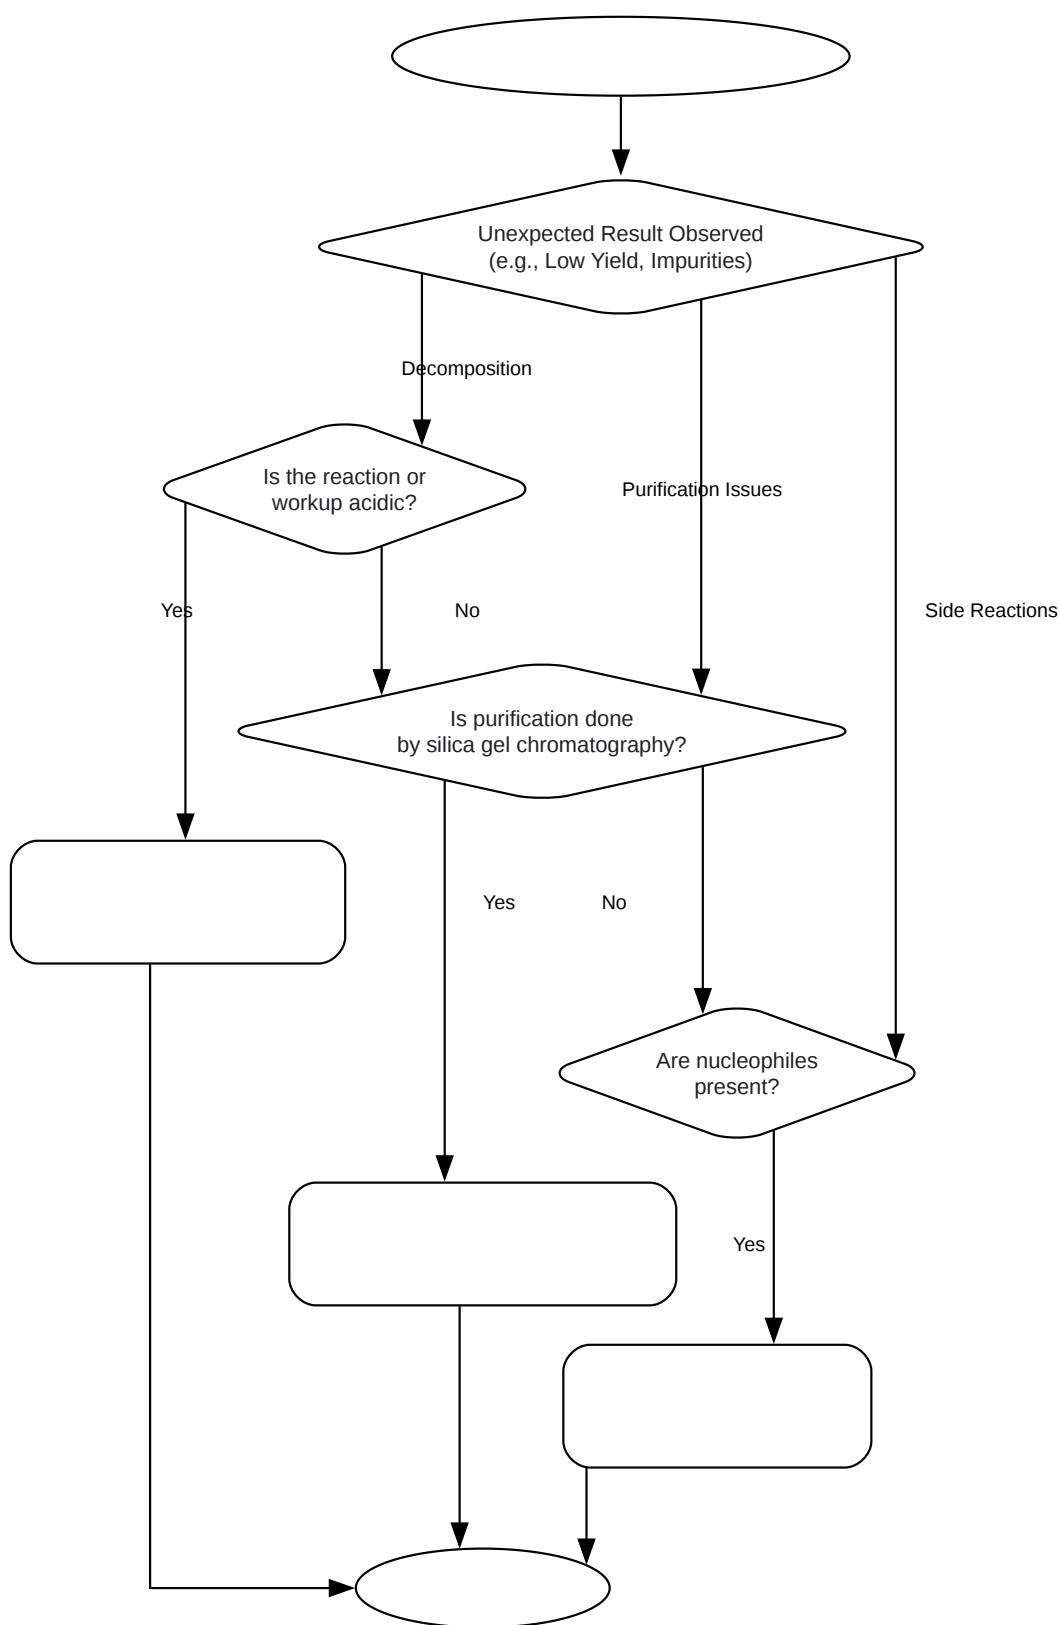 Unexpected Result Observed
(e.g., Low Yield, Impurities)
Decomposition
Is the reaction or
workup acidic?
Purification Issues
Yes
No
Side Reactions
Is purification done
by silica gel chromatography?
Yes
No
Are nucleophiles
present?
Yes